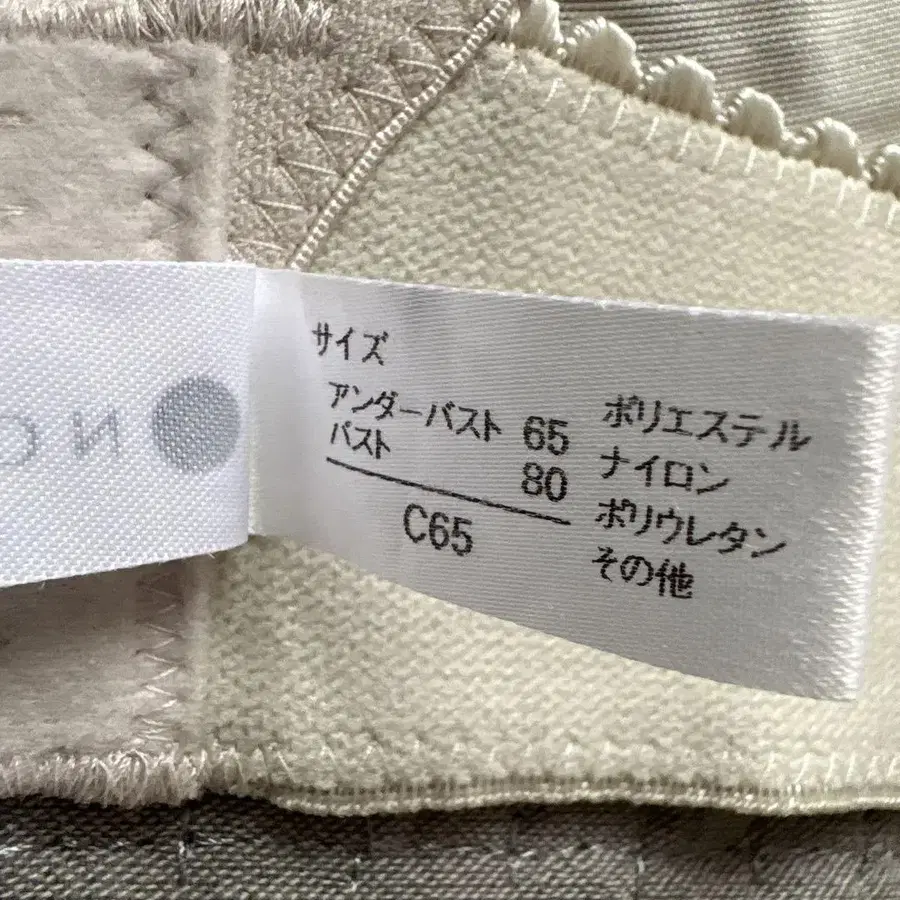 サイズ
アンダーバスト 65
バスト 80
C65
ポリエステル
ナイロン
ポリウレタン
その他